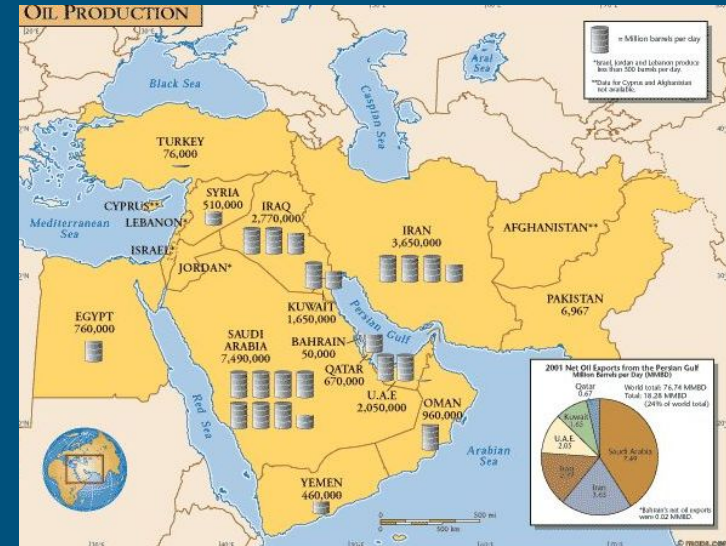 OIL PRODUCTION
= Million barrels per day
*Israel, Jordan and Lebanon produce
less than 500 barrels per day.
**Data for Cyprus and Afghanistan
not available.
Black Sea
Aral
Sea
Caspian Sea
TURKEY
76,000
CYPRUS**
SYRIA
510,000
IRAQ
2,770,000
LEBANON*
Mediterranean
Sea
ISRAEL*
JORDAN*
IRAN
3,650,000
AFGHANISTAN**
PAKISTAN
6,967
EGYPT
760,000
KUWAIT
1,650,000
Persian Gulf
SAUDI
ARABIA
7,490,000
BAHRAIN
50,000
QATAR
670,000
U.A.E
2,050,000
OMAN
960,000
Red Sea
Arabian
Sea
YEMEN
460,000
0 500 mi
0 500 km
2001 Net Oil Exports from the Persian Gulf
Million Barrels per Day (MMBD)
World total: 76.74 MMBD
Total: 18.28 MMBD
(24% of world total)
Qatar
0.67
Kuwait
1.65
U.A.E.
2.05
Iraq
2.77
Iran
3.65
Saudi Arabia
7.49
*Bahrain's net oil exports
were 0.02 MMBD.
© maps.com